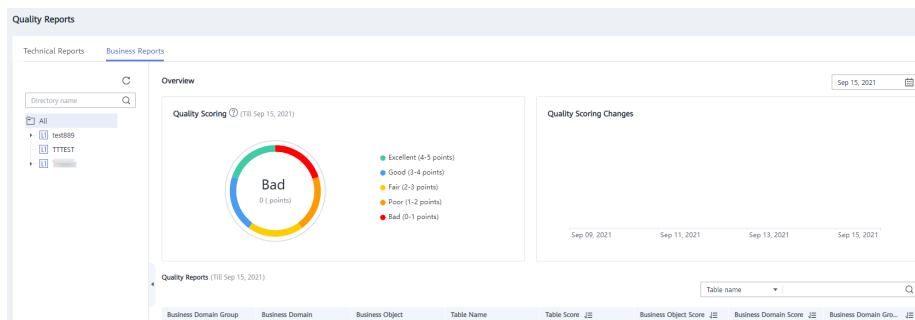 Quality Reports
Technical Reports Business Reports
Directory name
All
L1 test889
L1 TTTEST
L1
Overview
Sep 15, 2021
Quality Scoring ? (Till Sep 15, 2021)
Bad
0 ( points)
Excellent (4-5 points)
Good (3-4 points)
Fair (2-3 points)
Poor (1-2 points)
Bad (0-1 points)
Quality Scoring Changes
Sep 09, 2021 Sep 11, 2021 Sep 13, 2021 Sep 15, 2021
Quality Reports (Till Sep 15, 2021)
Table name
Business Domain Group Business Domain Business Object Table Name Table Score Business Object Score Business Domain Score Business Domain Gro...